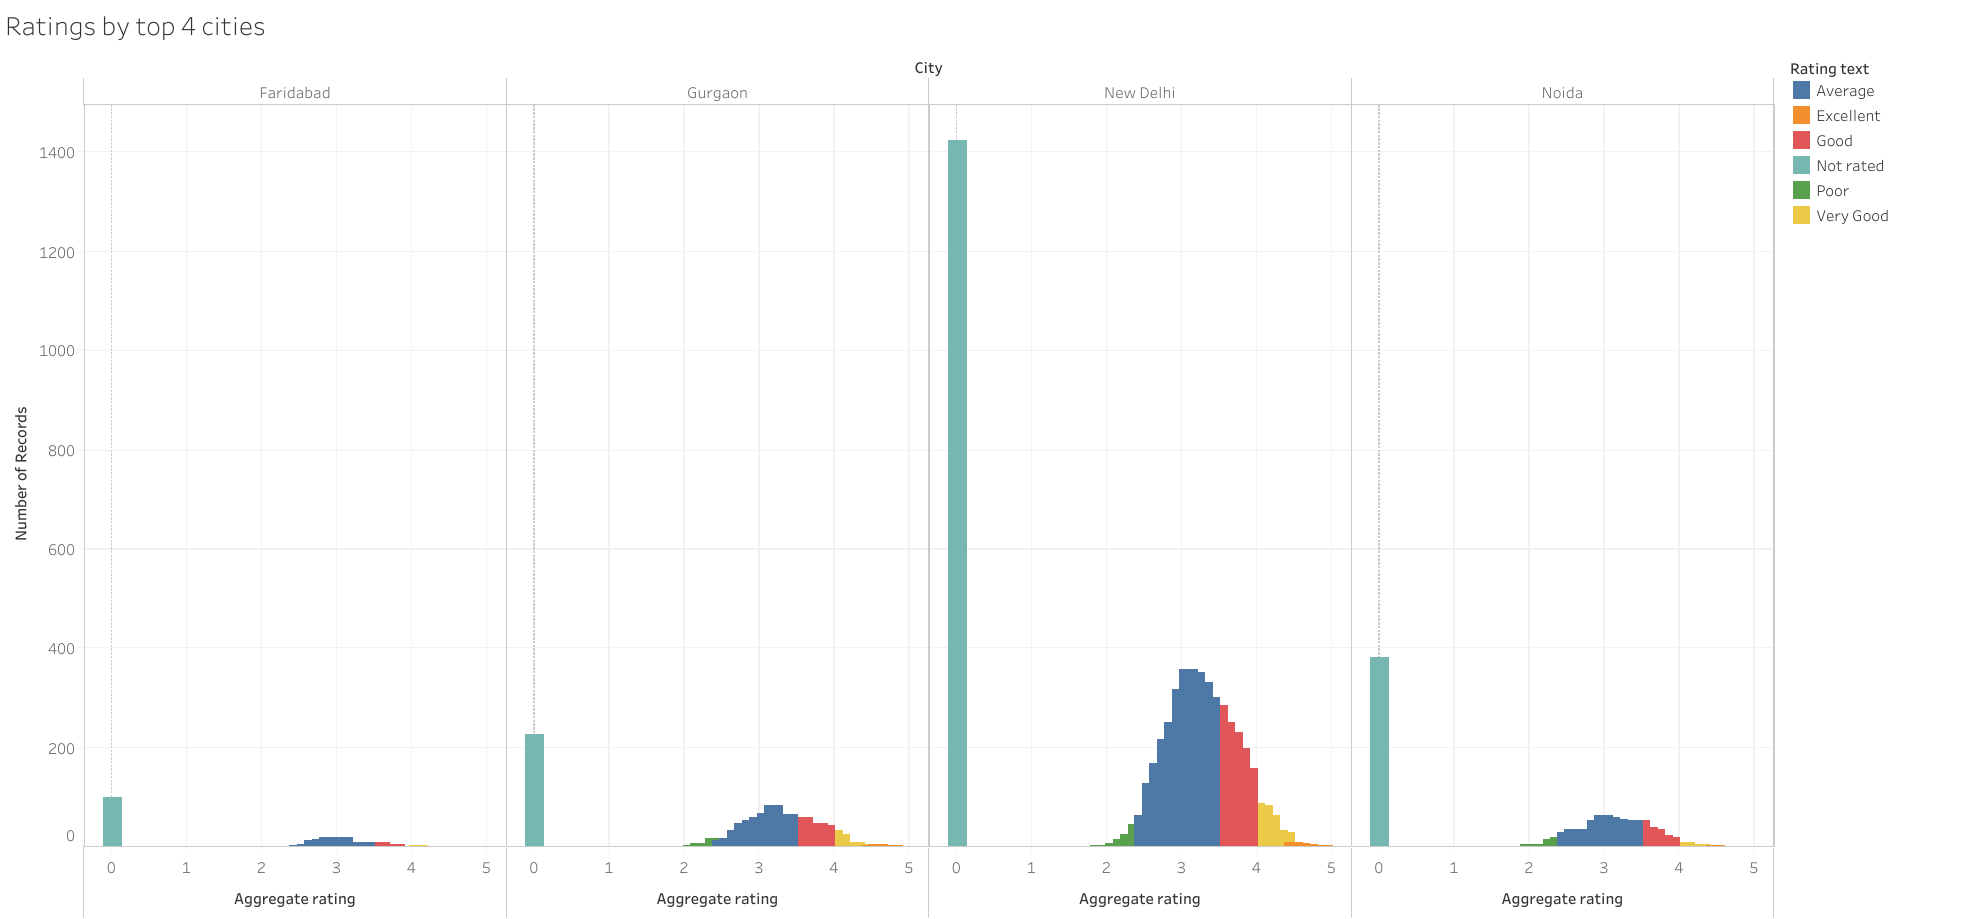 Ratings by top 4 cities
City
Faridabad
Gurgaon
New Delhi
Noida
Rating text
Average
Excellent
Good
Not rated
Poor
Very Good
Number of Records
1400
1200
1000
800
600
400
200
0
0 1 2 3 4 5
0 1 2 3 4 5
0 1 2 3 4 5
0 1 2 3 4 5
Aggregate rating
Aggregate rating
Aggregate rating
Aggregate rating